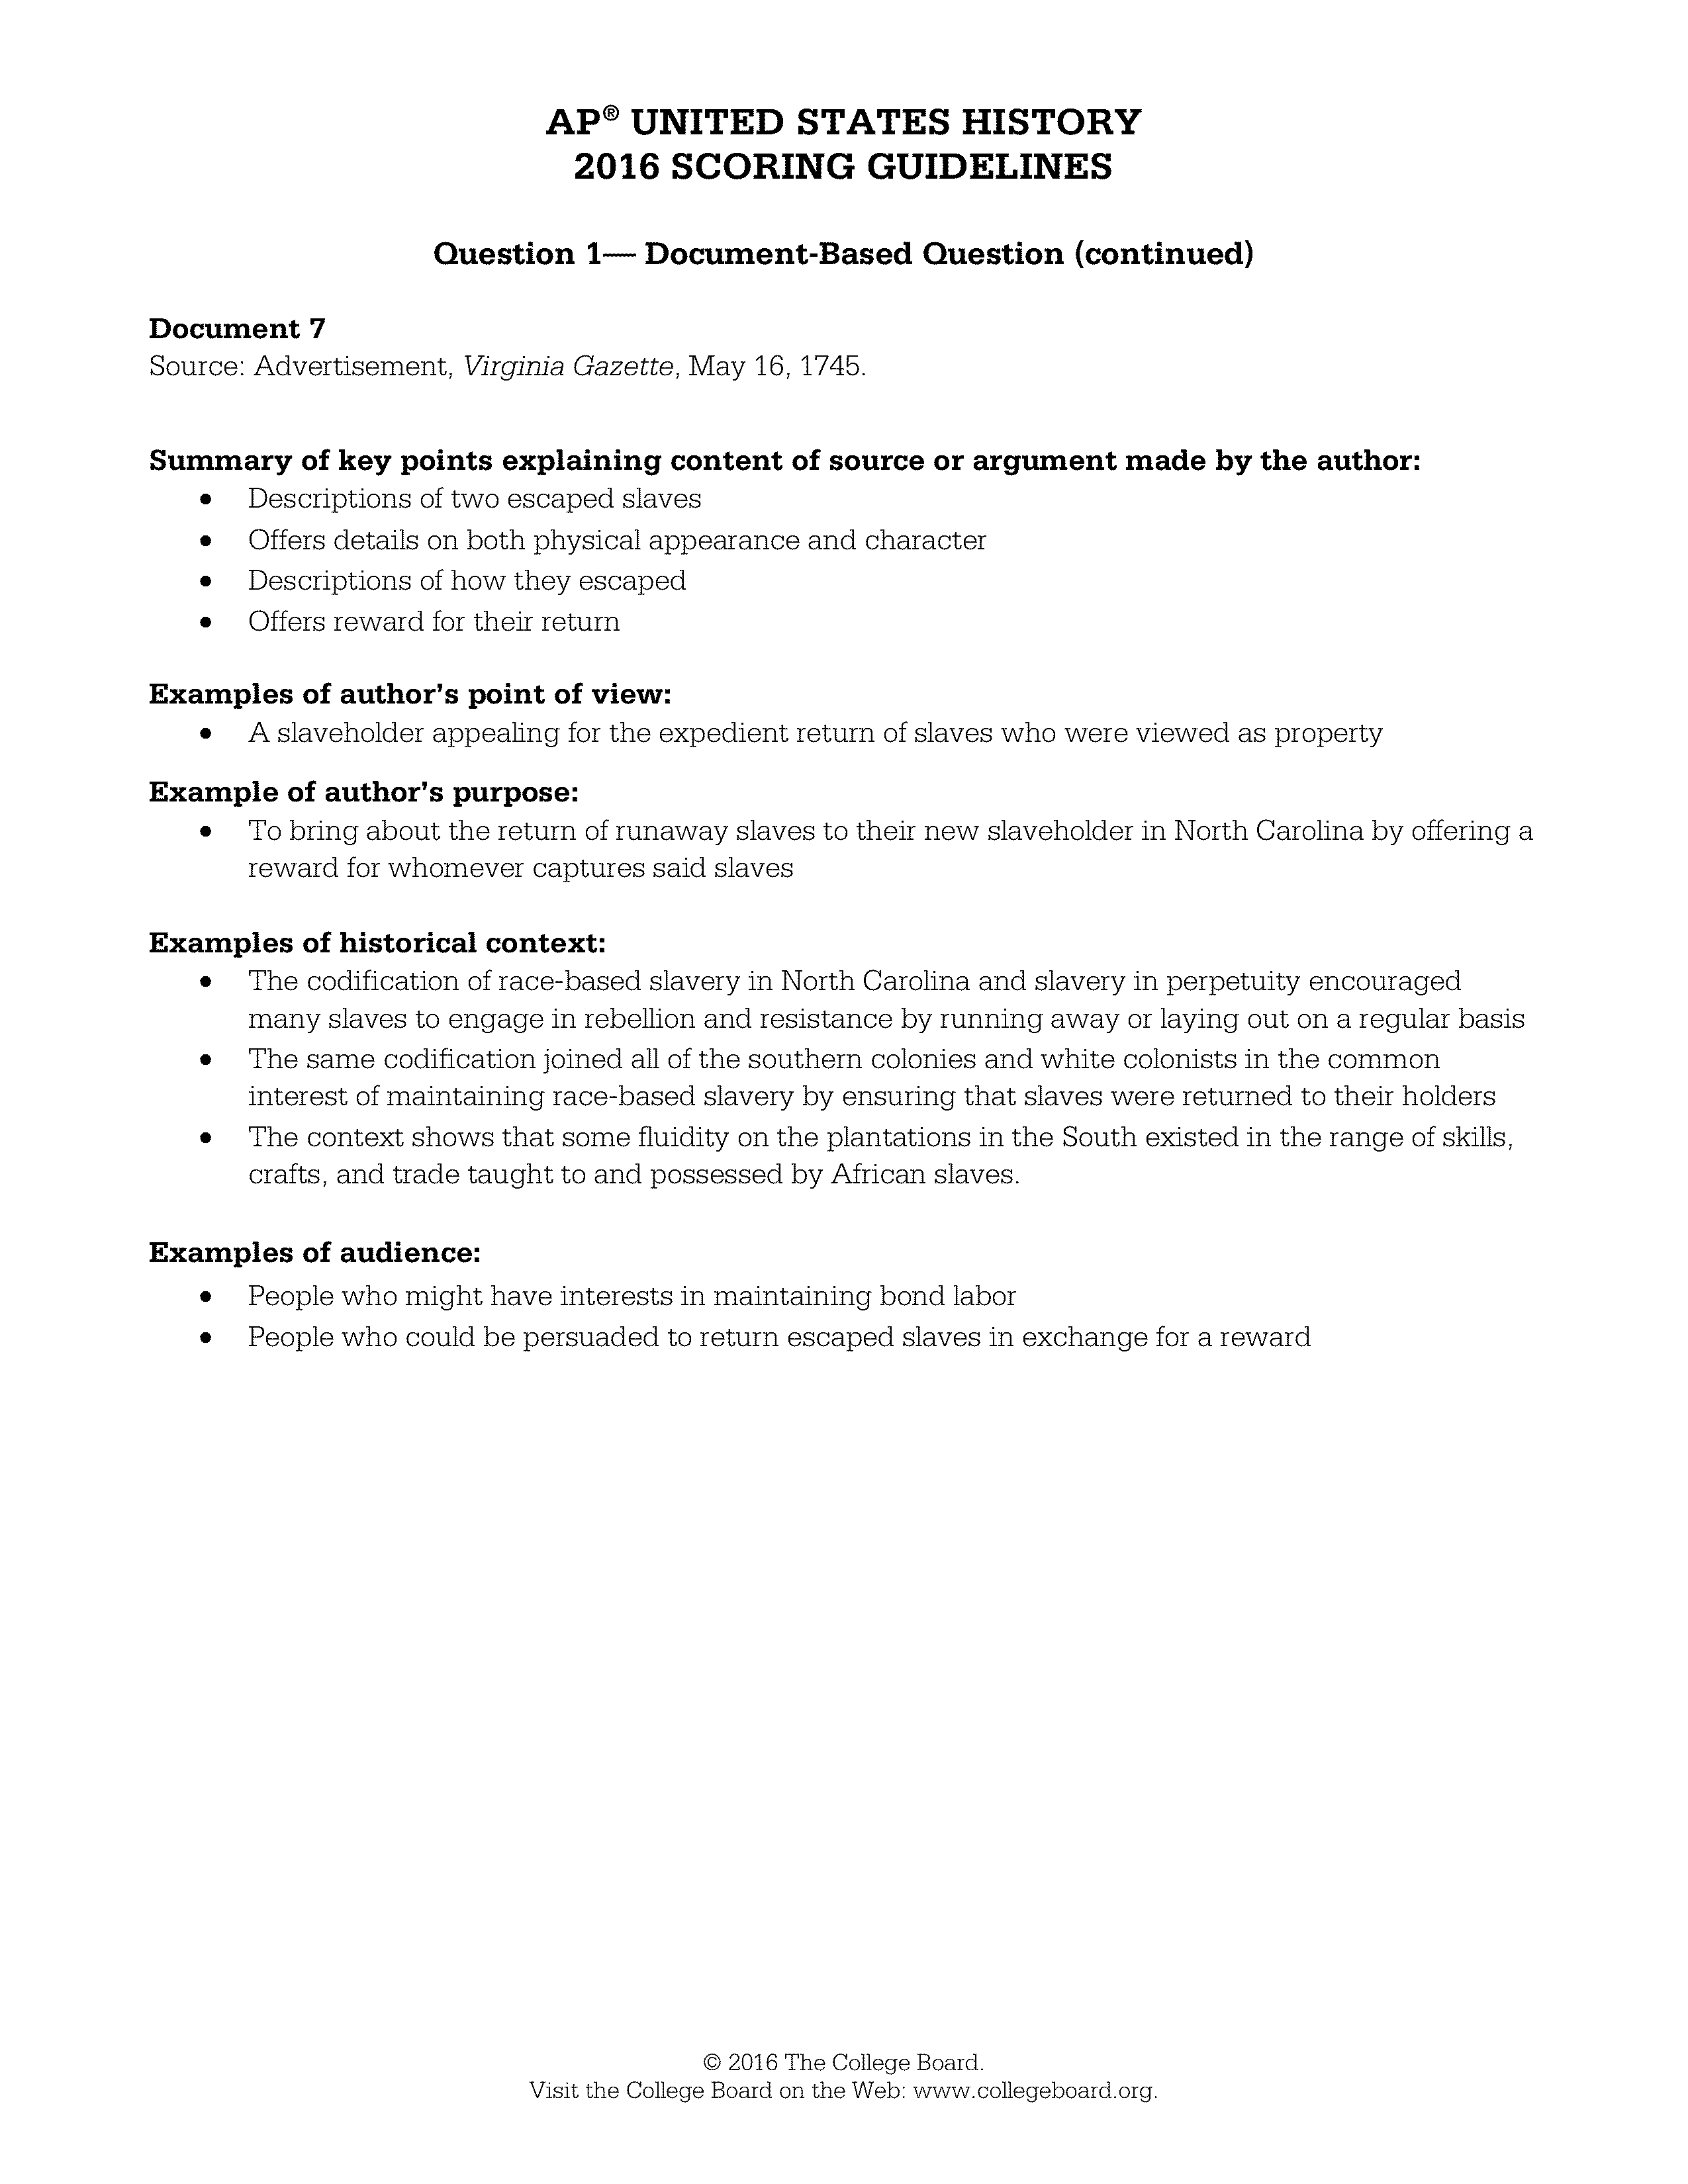 AP® UNITED STATES HISTORY
2016 SCORING GUIDELINES
Question 1— Document-Based Question (continued)
Document 7
Source: Advertisement, Virginia Gazette, May 16, 1745.
Summary of key points explaining content of source or argument made by the author:
• Descriptions of two escaped slaves
• Offers details on both physical appearance and character
• Descriptions of how they escaped
• Offers reward for their return
Examples of author’s point of view:
• A slaveholder appealing for the expedient return of slaves who were viewed as property
Example of author’s purpose:
• To bring about the return of runaway slaves to their new slaveholder in North Carolina by offering a
reward for whomever captures said slaves
Examples of historical context:
• The codification of race-based slavery in North Carolina and slavery in perpetuity encouraged
many slaves to engage in rebellion and resistance by running away or laying out on a regular basis
• The same codification joined all of the southern colonies and white colonists in the common
interest of maintaining race-based slavery by ensuring that slaves were returned to their holders
• The context shows that some fluidity on the plantations in the South existed in the range of skills,
crafts, and trade taught to and possessed by African slaves.
Examples of audience:
• People who might have interests in maintaining bond labor
• People who could be persuaded to return escaped slaves in exchange for a reward
© 2016 The College Board.
Visit the College Board on the Web: www.collegeboard.org.